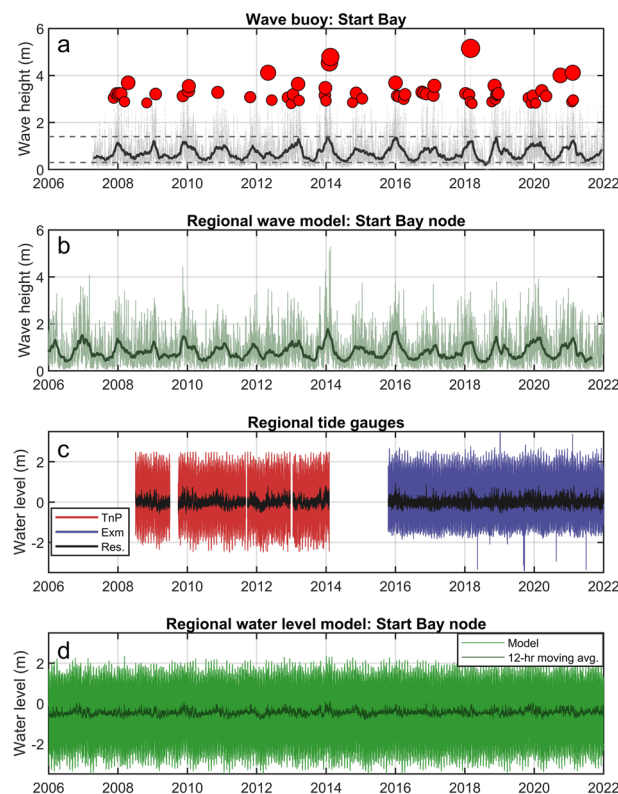 Wave buoy: Start Bay
a
Wave height (m)
6
4
2
0
2006 2008 2010 2012 2014 2016 2018 2020 2022
Regional wave model: Start Bay node
b
Wave height (m)
6
4
2
0
2006 2008 2010 2012 2014 2016 2018 2020 2022
Regional tide gauges
c
Water level (m)
2
0
-2
TnP
Exm
Res.
2006 2008 2010 2012 2014 2016 2018 2020 2022
Regional water level model: Start Bay node
d
Water level (m)
2
0
-2
Model
12-hr moving avg.
2006 2008 2010 2012 2014 2016 2018 2020 2022